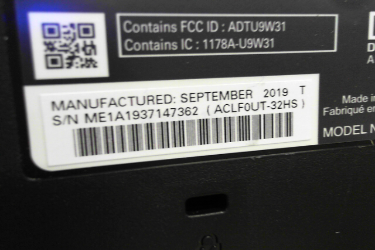 Contains FCC ID : ADTU9W31
Contains IC : 1178A-U9W31
MANUFACTURED: SEPTEMBER 2019 T
S/N ME1A1937147362 ( ACLF0UT-32HS )
Made in
Fabriqué en
MODEL N